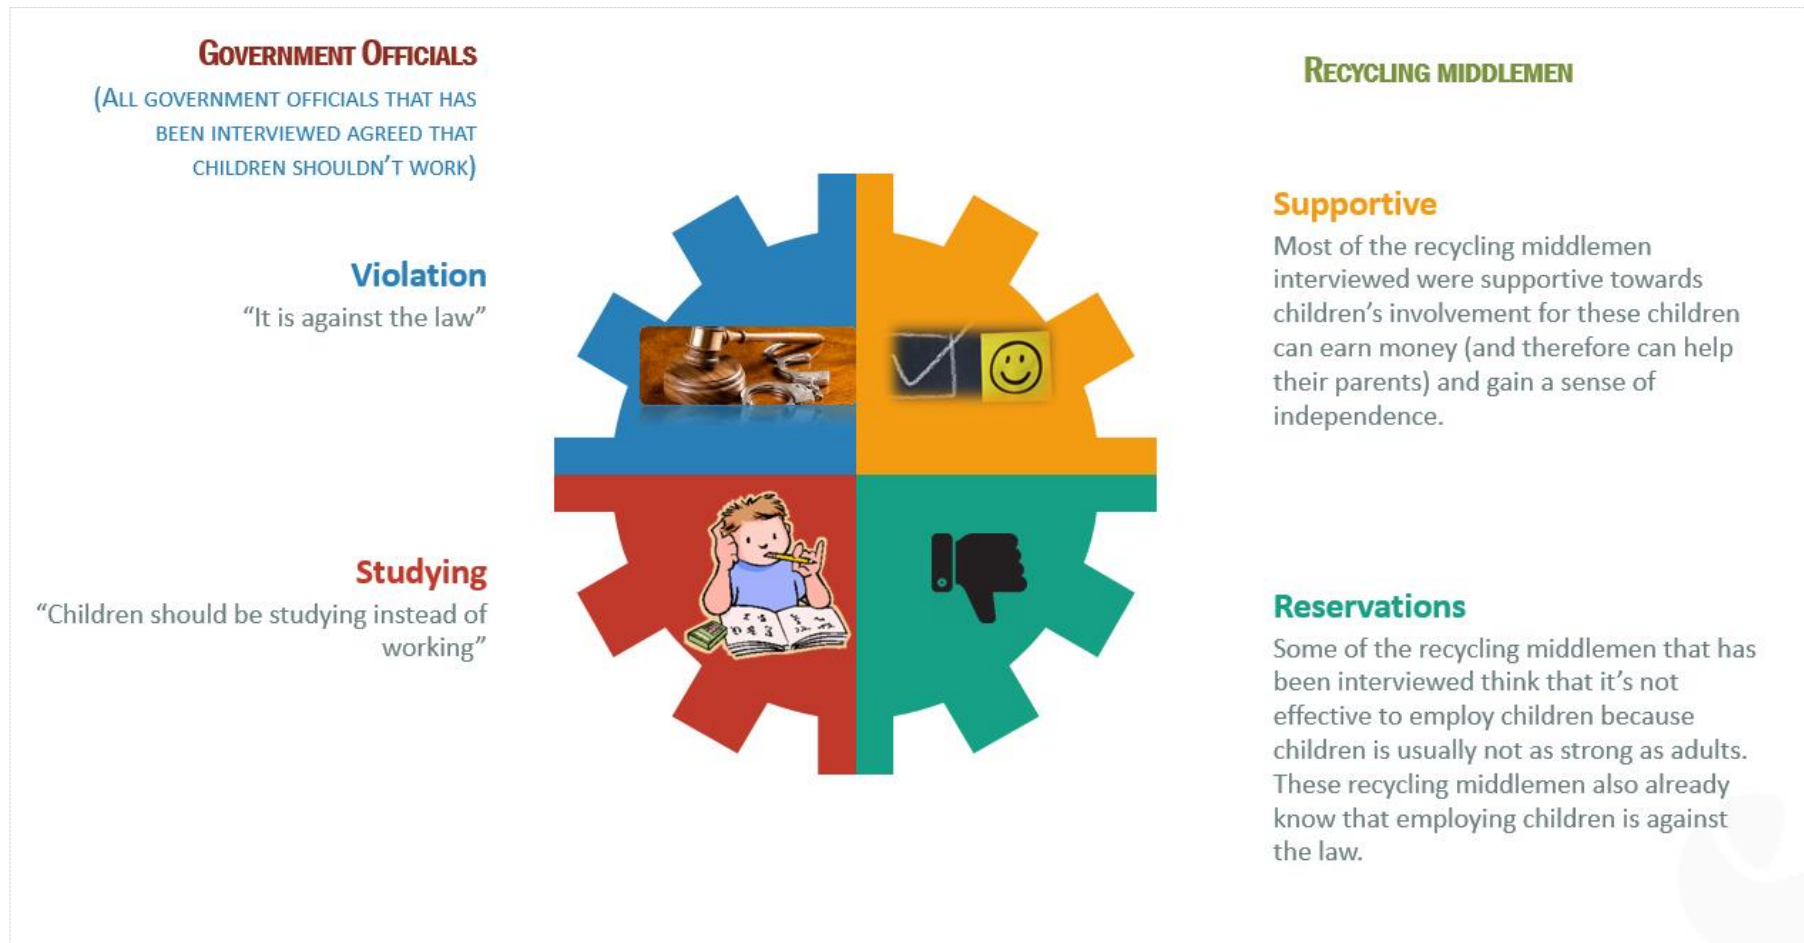 GOVERNMENT OFFICIALS
(ALL GOVERNMENT OFFICIALS THAT HAS
BEEN INTERVIEWED AGREED THAT
CHILDREN SHOULDN'T WORK)
Violation
“It is against the law”
Studying
“Children should be studying instead of
working”
RECYCLING MIDDLEMEN
Supportive
Most of the recycling middlemen
interviewed were supportive towards
children’s involvement for these children
can earn money (and therefore can help
their parents) and gain a sense of
independence.
Reservations
Some of the recycling middlemen that has
been interviewed think that it’s not
effective to employ children because
children is usually not as strong as adults.
These recycling middlemen also already
know that employing children is against
the law.